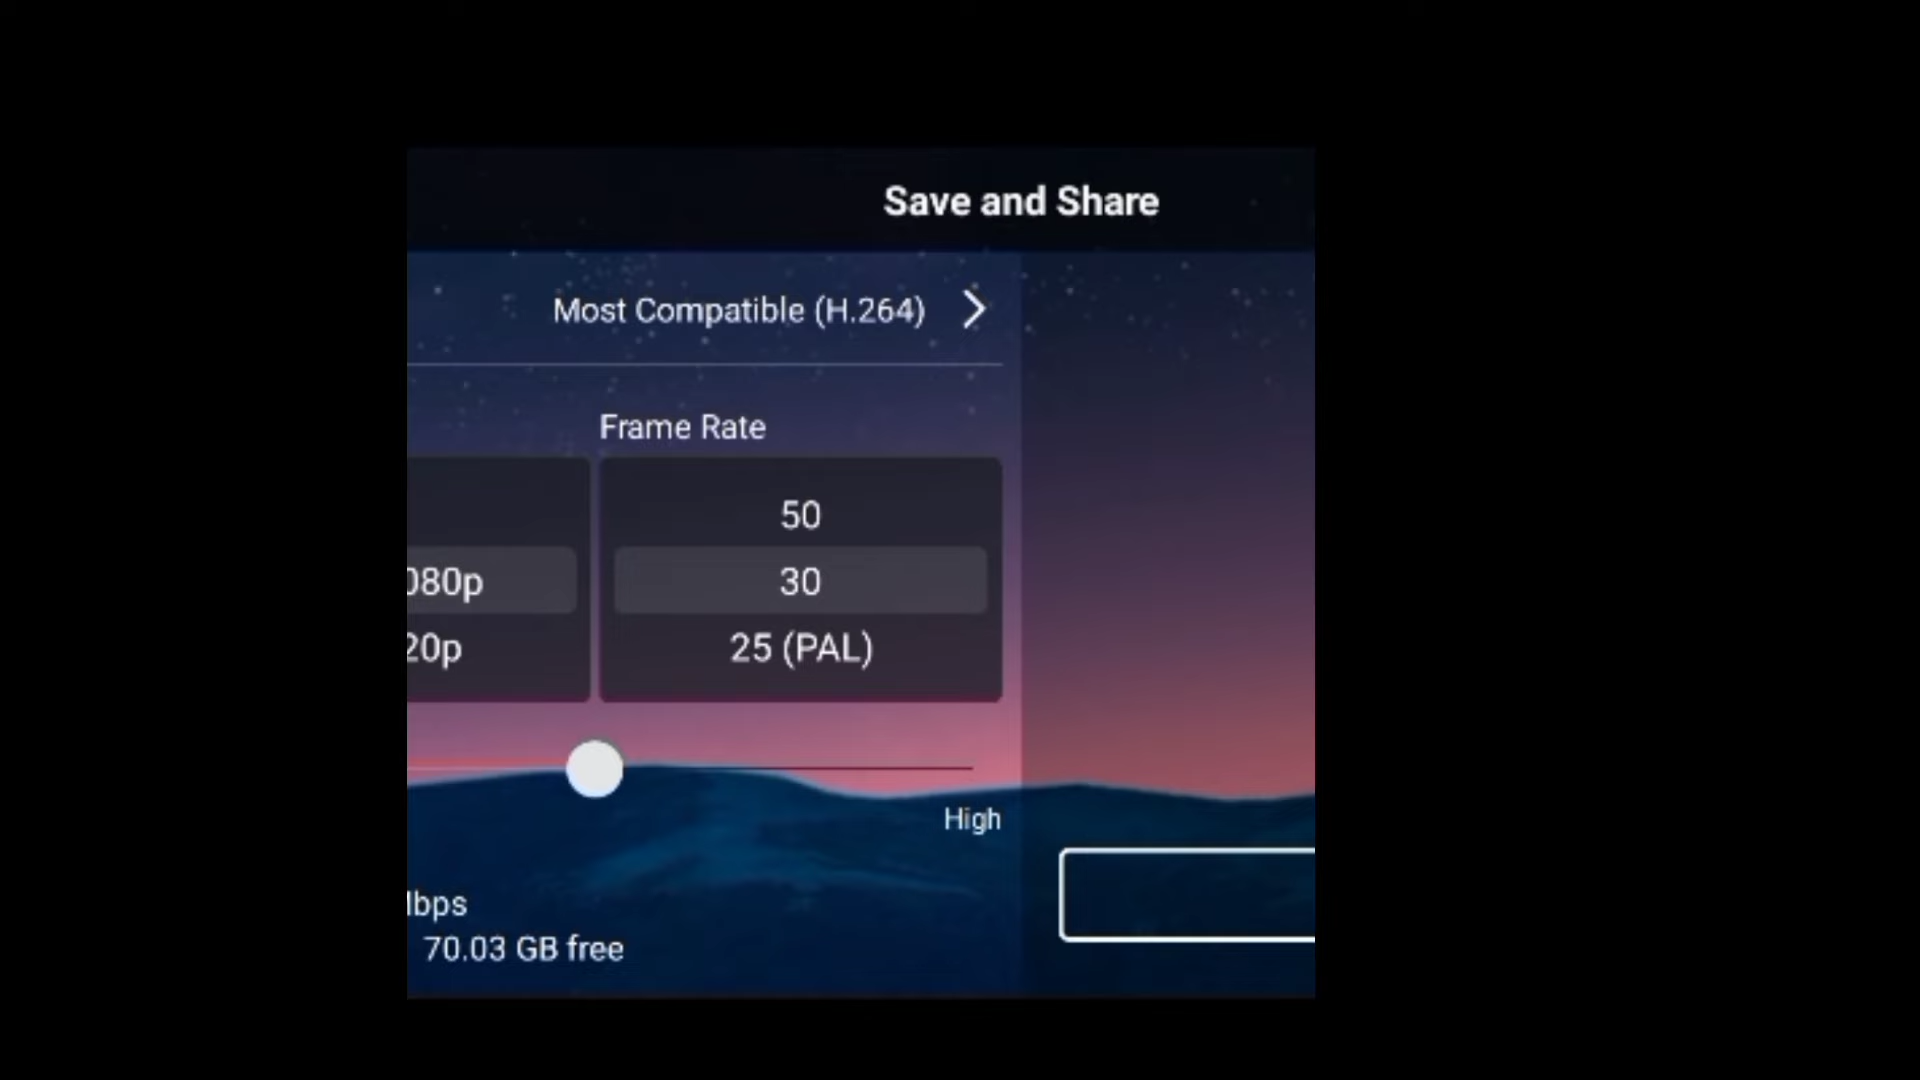 Save and Share
Most Compatible (H.264)
Frame Rate
50
080p
30
20p
25 (PAL)
High
bps
70.03 GB free